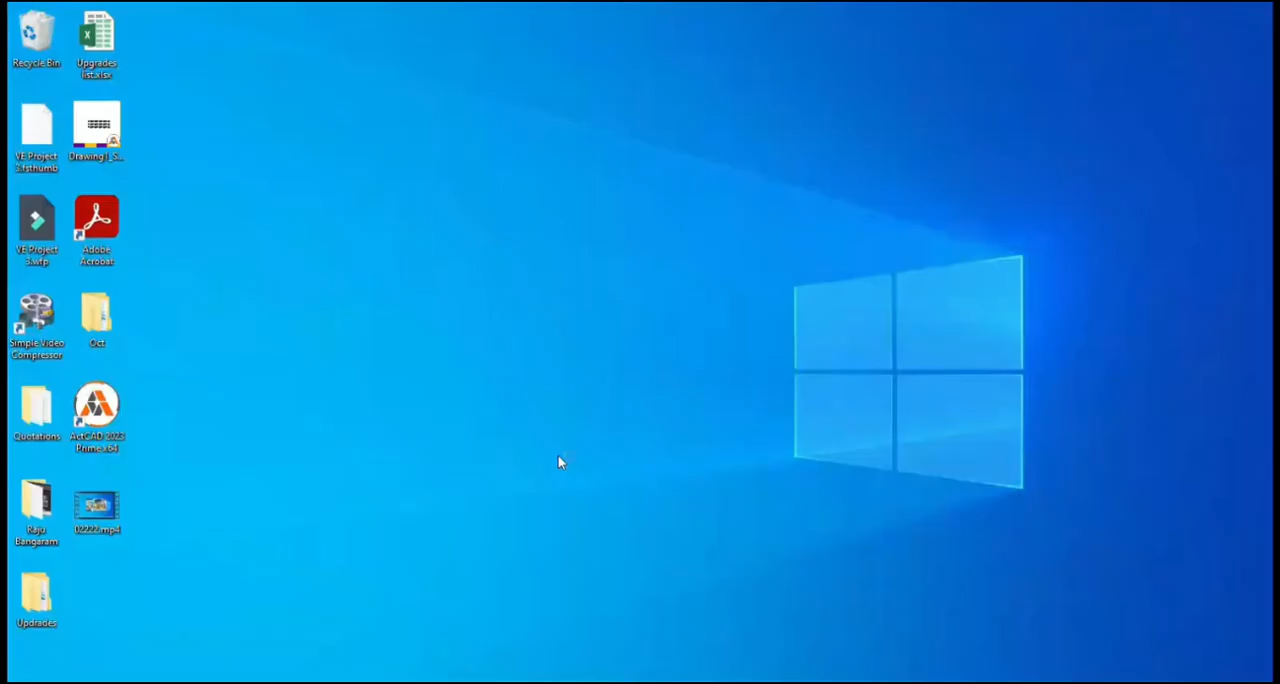 Recycle Bin
Upgrades
list.xlsx
VE Project
3.fsthumb
Drawing1_S...
VE Project
3.wfp
Adobe
Acrobat
Simple Video
Compressor
Oct
Quotations
ActCAD 2023
Prime x64
Raju
Bangaram
02222.mp4
Updrades